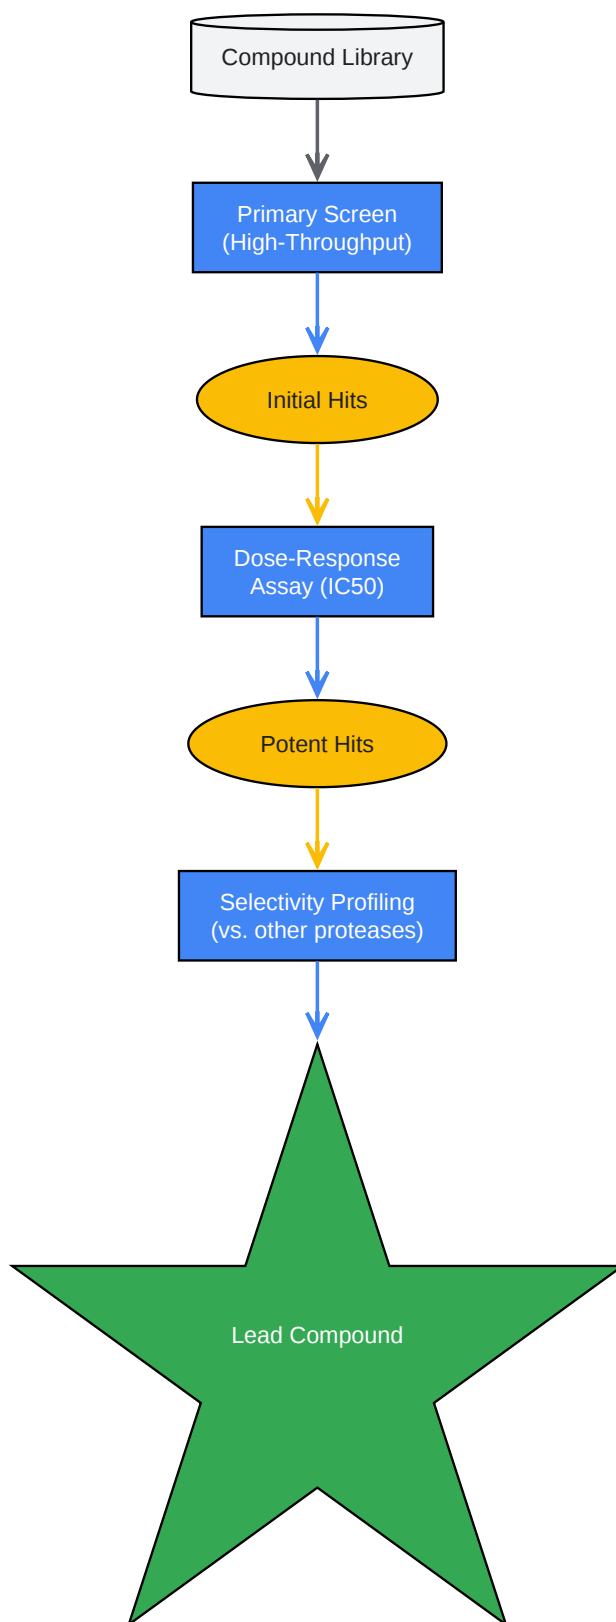 Compound Library
Primary Screen
(High-Throughput)
Initial Hits
Dose-Response
Assay (IC50)
Potent Hits
Selectivity Profiling
(vs. other proteases)
Lead Compound